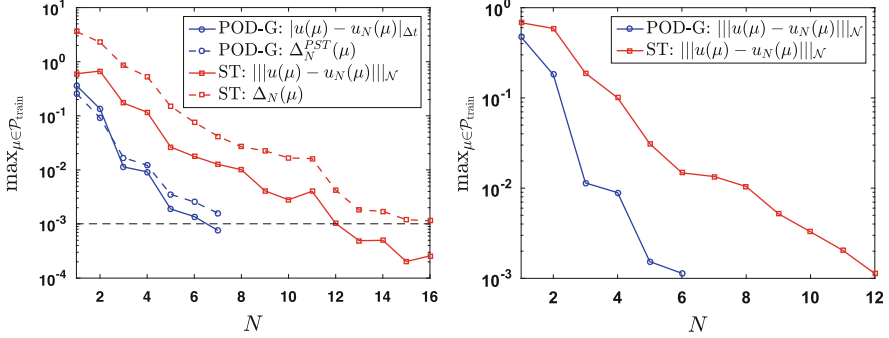 max_{μ∈P_train}
10^1
10^0
10^{-1}
10^{-2}
10^{-3}
10^{-4}
POD-G: |u(μ) − u_N(μ)|_{Δt}
POD-G: Δ_N^{PST}(μ)
ST: |||u(μ) − u_N(μ)|||_𝒩
ST: Δ_N(μ)
2 4 6 8 10 12 14 16
N
max_{μ∈P_train}
10^0
10^{-1}
10^{-2}
10^{-3}
POD-G: |||u(μ) − u_N(μ)|||_𝒩
ST: |||u(μ) − u_N(μ)|||_𝒩
2 4 6 8 10 12
N